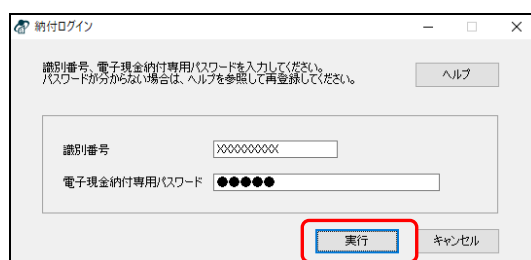 納付ログイン
識別番号、電子現金納付専用パスワードを入力してください。
パスワードが分からない場合は、ヘルプを参照して再登録してください。
ヘルプ
識別番号 XXXXXXXXX
電子現金納付専用パスワード ●●●●●
実行 キャンセル